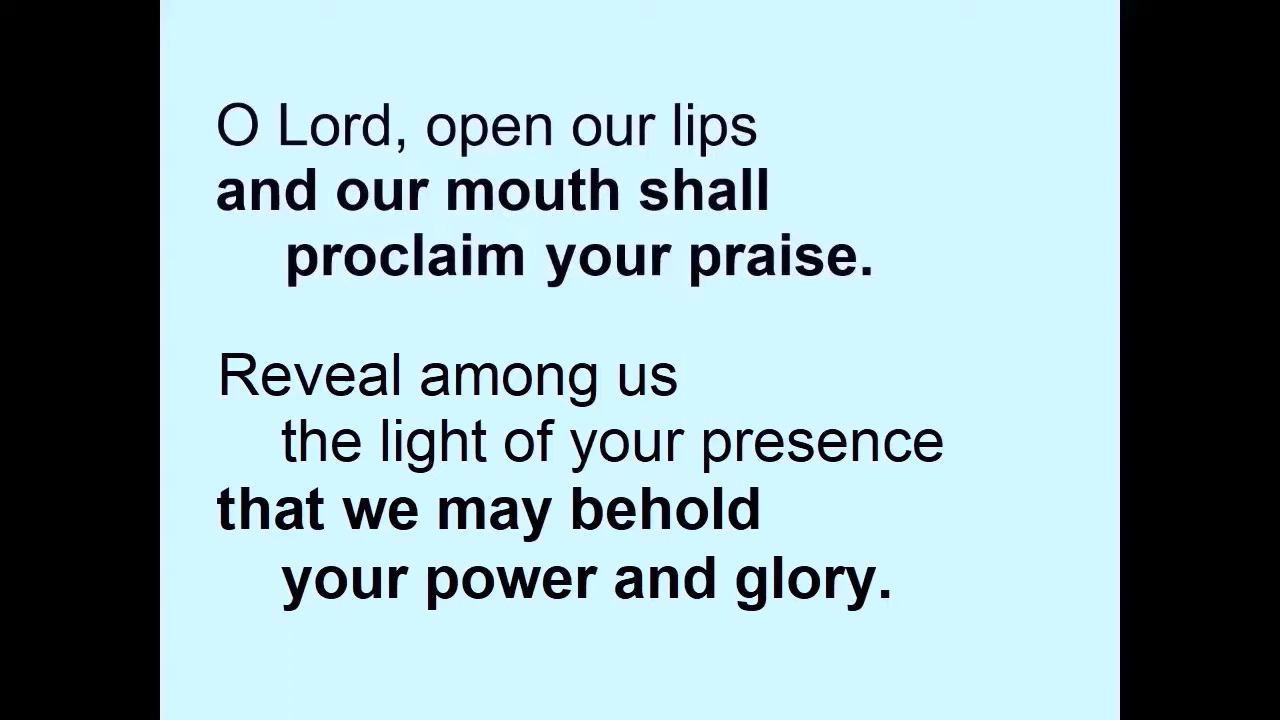 O Lord, open our lips
and our mouth shall
proclaim your praise.
Reveal among us
the light of your presence
that we may behold
your power and glory.